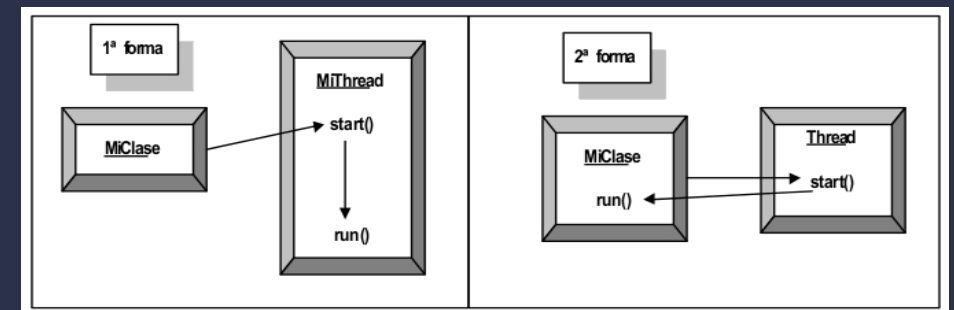 1ª forma
MiThread
start()
MiClase
run()
2ª forma
Thread
MiClase
start()
run()